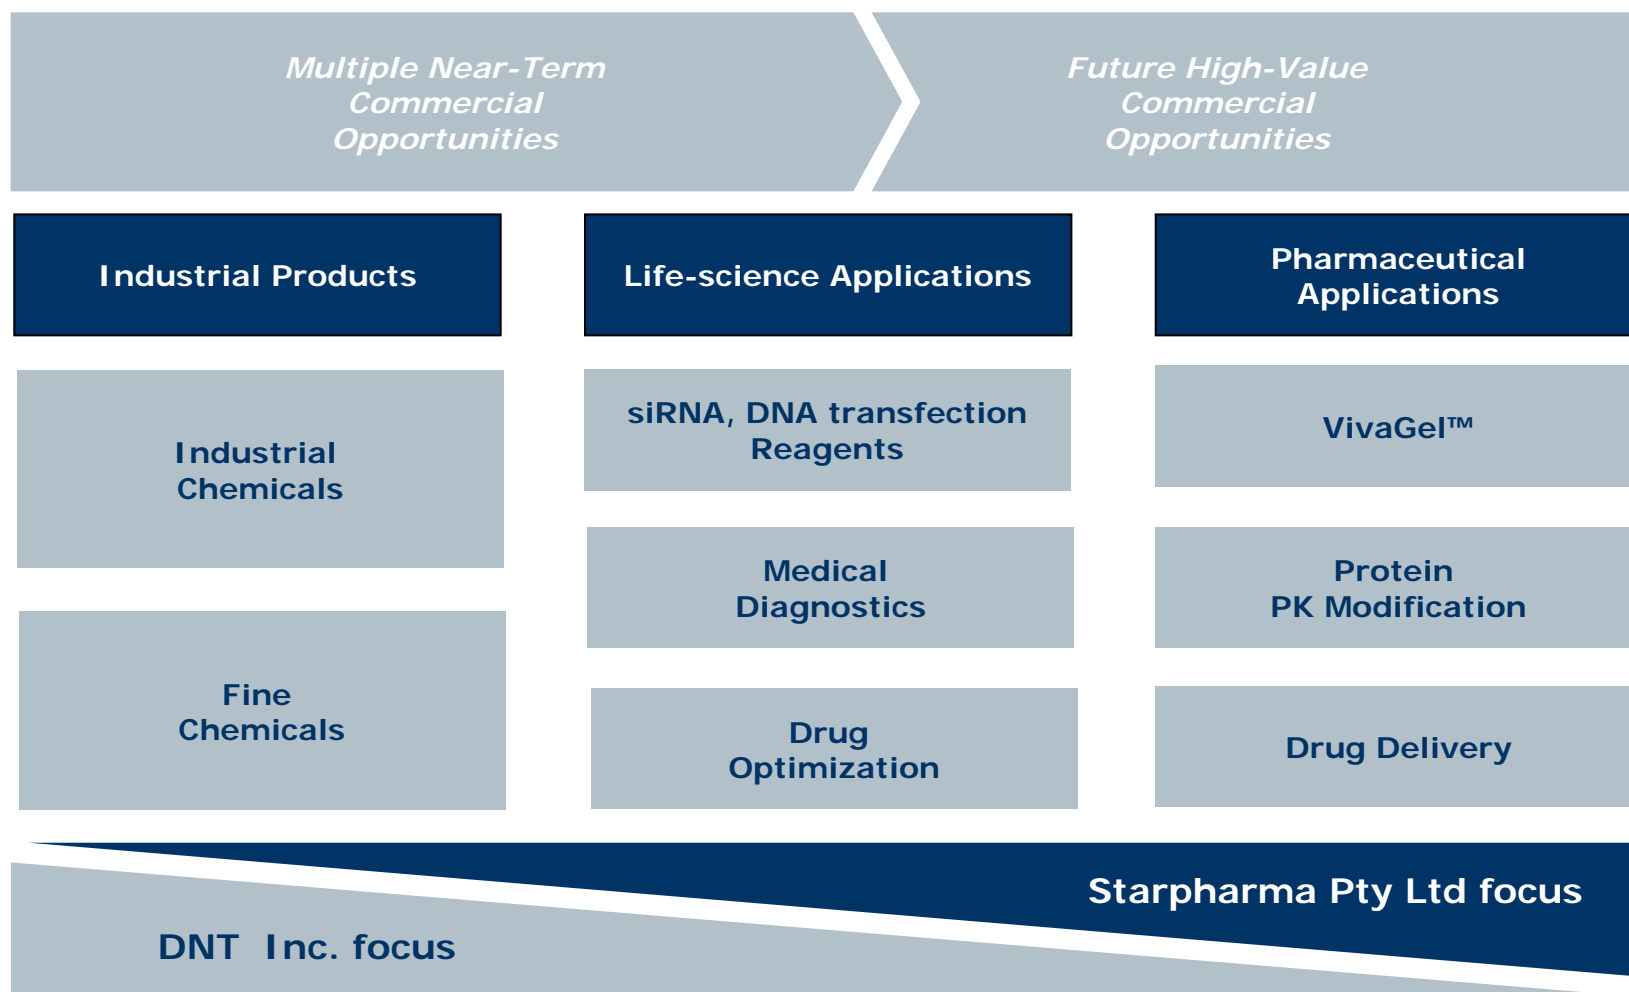 Multiple Near-Term
Commercial
Opportunities
Future High-Value
Commercial
Opportunities
Industrial Products
Life-science Applications
Pharmaceutical
Applications
Industrial
Chemicals
Fine
Chemicals
siRNA, DNA transfection
Reagents
Medical
Diagnostics
Drug
Optimization
VivaGel™
Protein
PK Modification
Drug Delivery
Starpharma Pty Ltd focus
DNT Inc. focus